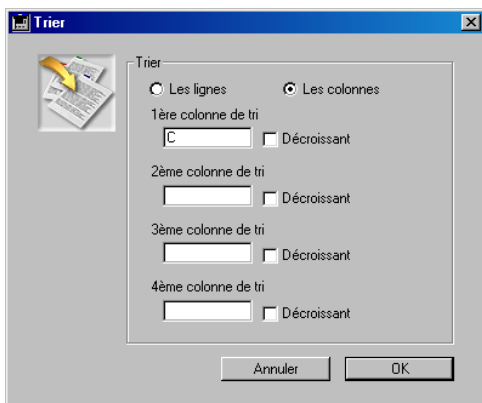 Trier
Trier
Les lignes Les colonnes
1ère colonne de tri
C Décroissant
2ème colonne de tri
Décroissant
3ème colonne de tri
Décroissant
4ème colonne de tri
Décroissant
Annuler OK